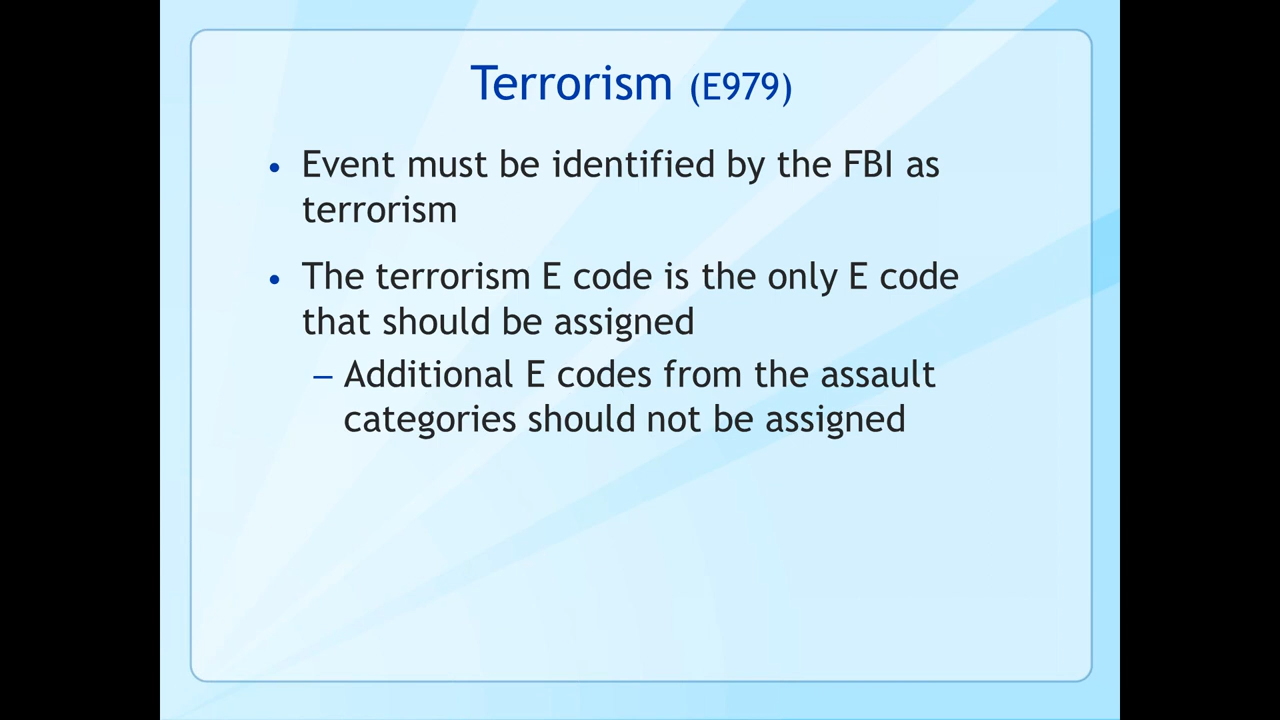 Terrorism (E979)
• Event must be identified by the FBI as
terrorism
• The terrorism E code is the only E code
that should be assigned
– Additional E codes from the assault
categories should not be assigned